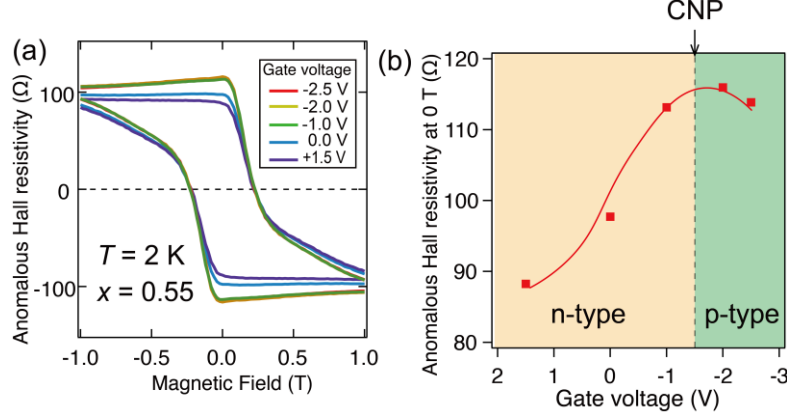 (a)
Anomalous Hall resistivity (Ω)
100
0
-100
Gate voltage
-2.5 V
-2.0 V
-1.0 V
0.0 V
+1.5 V
T = 2 K
x = 0.55
-1.0 -0.5 0.0 0.5 1.0
Magnetic Field (T)
(b)
CNP
Anomalous Hall resistivity at 0 T (Ω)
120
110
100
90
80
n-type p-type
2 1 0 -1 -2 -3
Gate voltage (V)